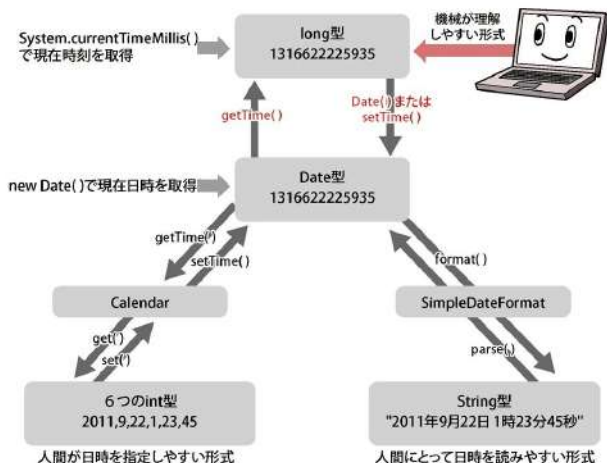 System.currentTimeMillis()
で現在時刻を取得
long型
1316622225935
機械が理解
しやすい形式
getTime()
Date()または
setTime()
new Date()で現在日時を取得
Date型
1316622225935
getTime()
setTime()
format()
Calendar
SimpleDateFormat
get()
set()
parse()
6つのint型
2011,9,22,1,23,45
String型
"2011年9月22日 1時23分45秒"
人間が日時を指定しやすい形式
人間にとって日時を読みやすい形式